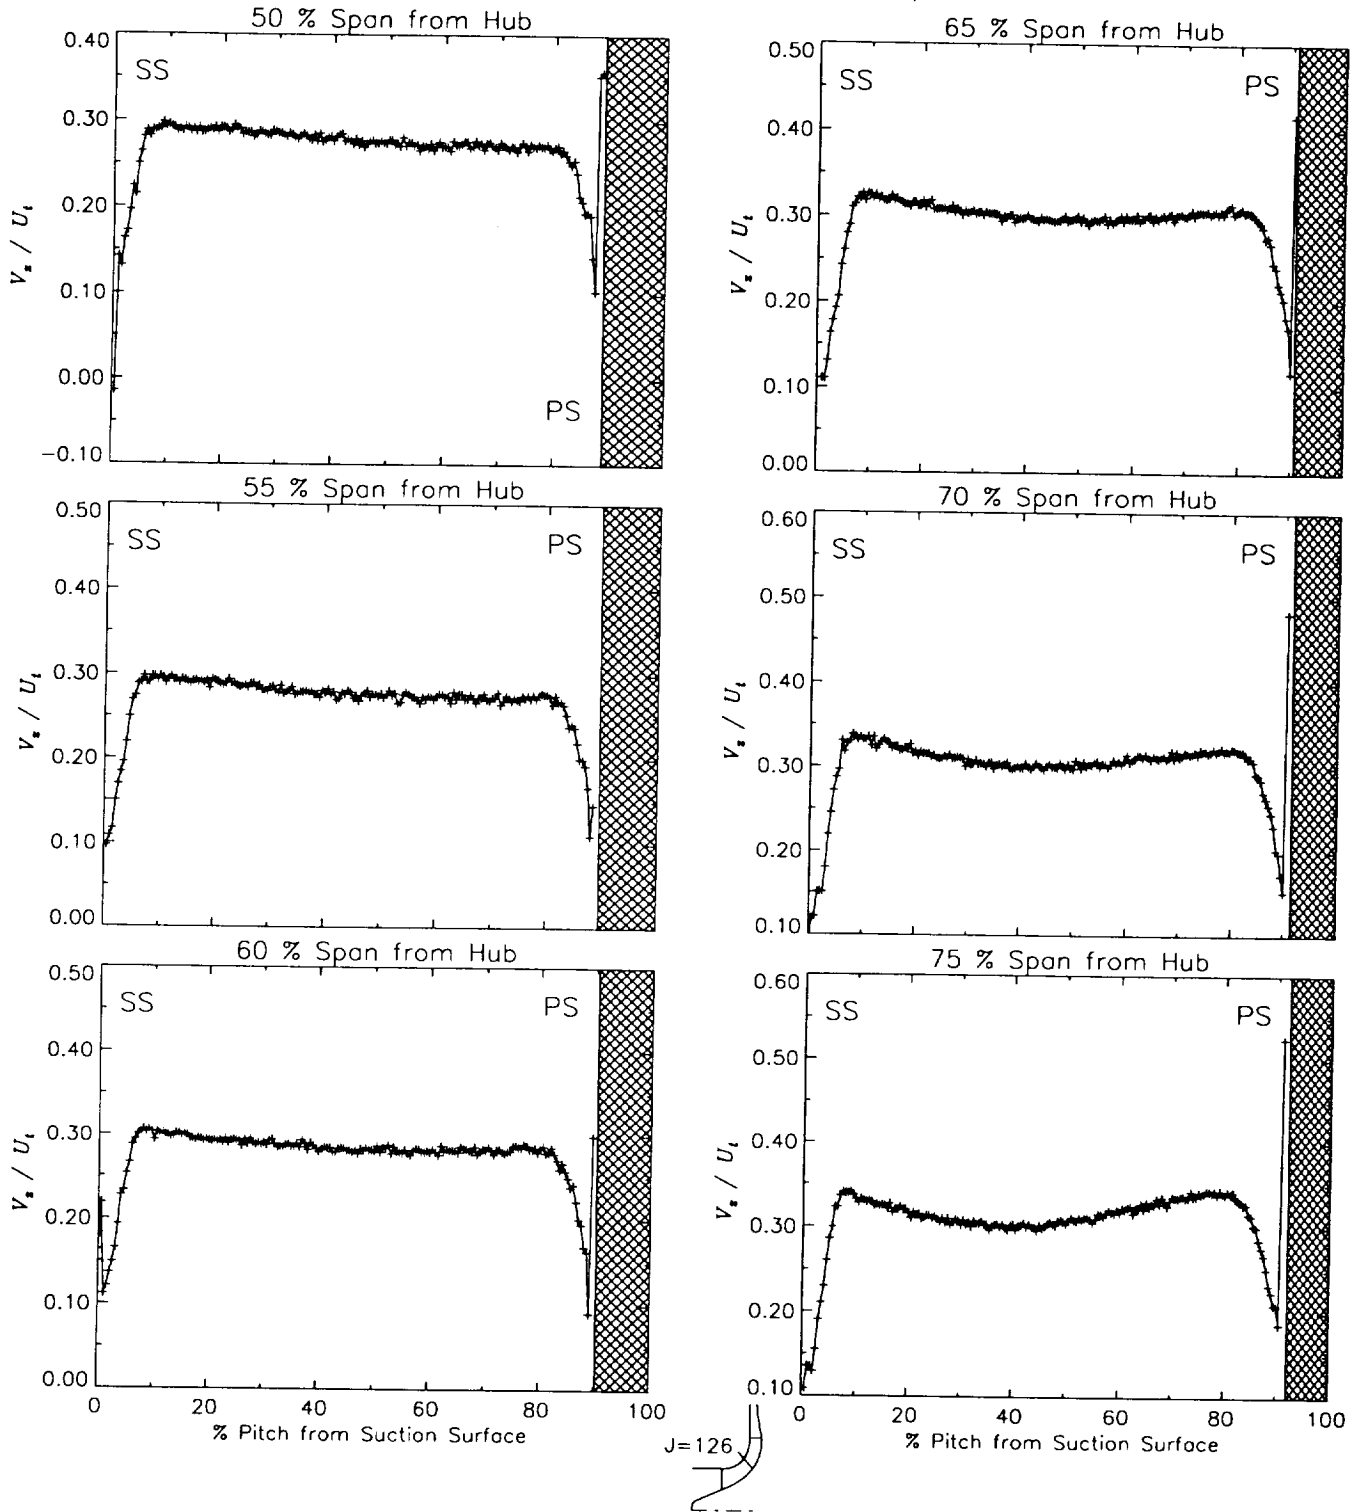 50 % Span from Hub
0.40
0.30
0.20
0.10
0.00
−0.10
V_z / U_t
SS
PS
55 % Span from Hub
0.50
0.40
0.30
0.20
0.10
0.00
V_z / U_t
SS
PS
60 % Span from Hub
0.50
0.40
0.30
0.20
0.10
0.00
V_z / U_t
SS
PS
0 20 40 60 80 100
% Pitch from Suction Surface
65 % Span from Hub
0.50
0.40
0.30
0.20
0.10
0.00
V_z / U_t
SS
PS
70 % Span from Hub
0.60
0.50
0.40
0.30
0.20
0.10
V_z / U_t
SS
PS
75 % Span from Hub
0.60
0.50
0.40
0.30
0.20
0.10
V_z / U_t
SS
PS
0 20 40 60 80 100
% Pitch from Suction Surface
J=126